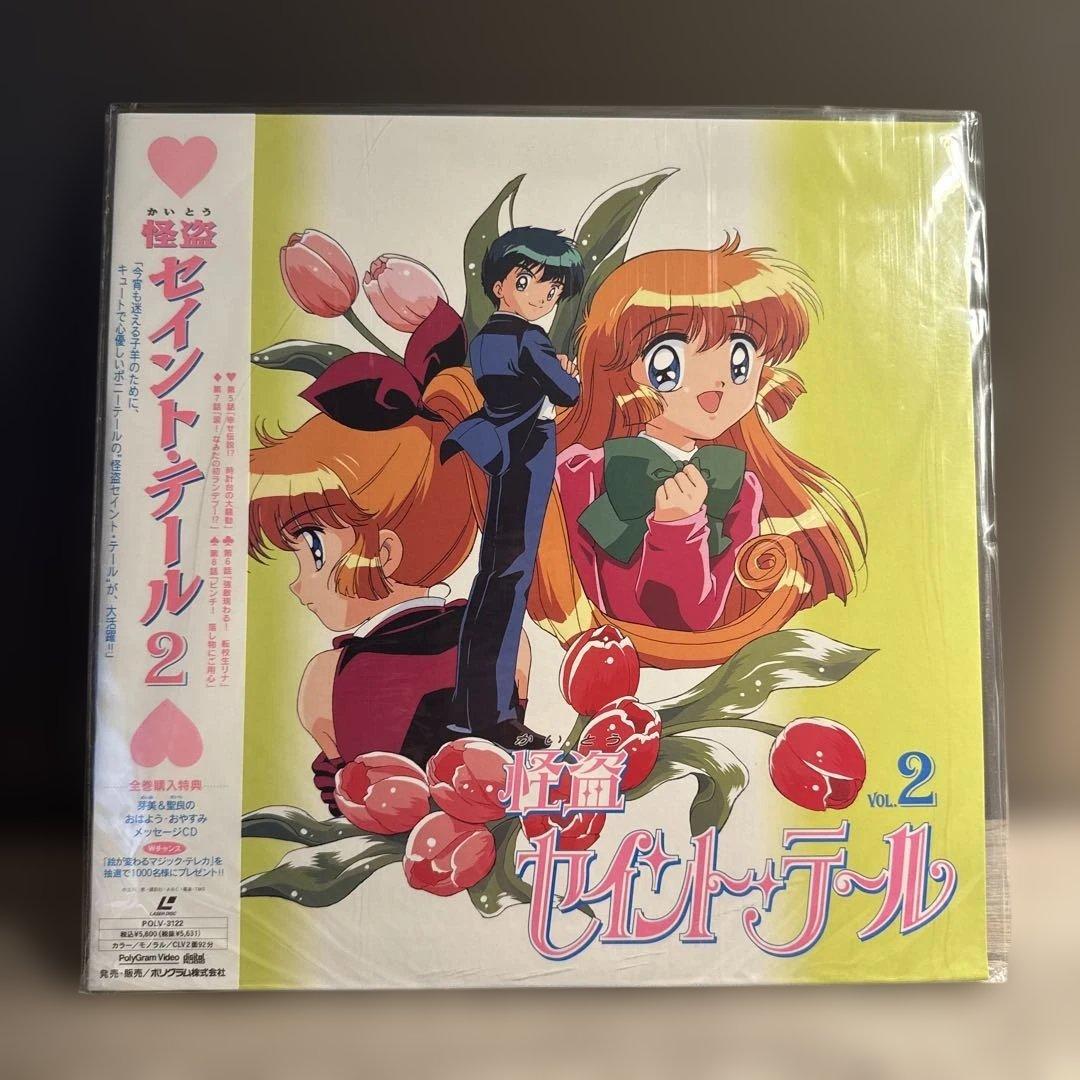 かいとう
怪盗
セイント・テール2
「今宵も迷える子羊のために、
キュートで心優しいポニーテールの“怪盗セイント・テール”が、大活躍!!」
♥第5話「幸せ伝説!? 時計台の大騒動」
♣第6話「強敵現わる! 転校生リナ」
♦第7話「涙! なみだの初ランデブー!?」
♠第8話「ピンチ! 落し物にご用心」
全巻購入特典
芽美&聖良の
おはよう・おやすみ
メッセージCD
Wチャンス
「絵が変わるマジック・テレカ」を
抽選で1000名様にプレゼント!!
LASER DISC
POLV-3122
税込¥5,800(税抜¥5,631)
カラー/モノラル/CLV2面92分
PolyGram Video
digital
発売・販売/ポリグラム株式会社
かいとう
怪盗
VOL.2
セイント・テール